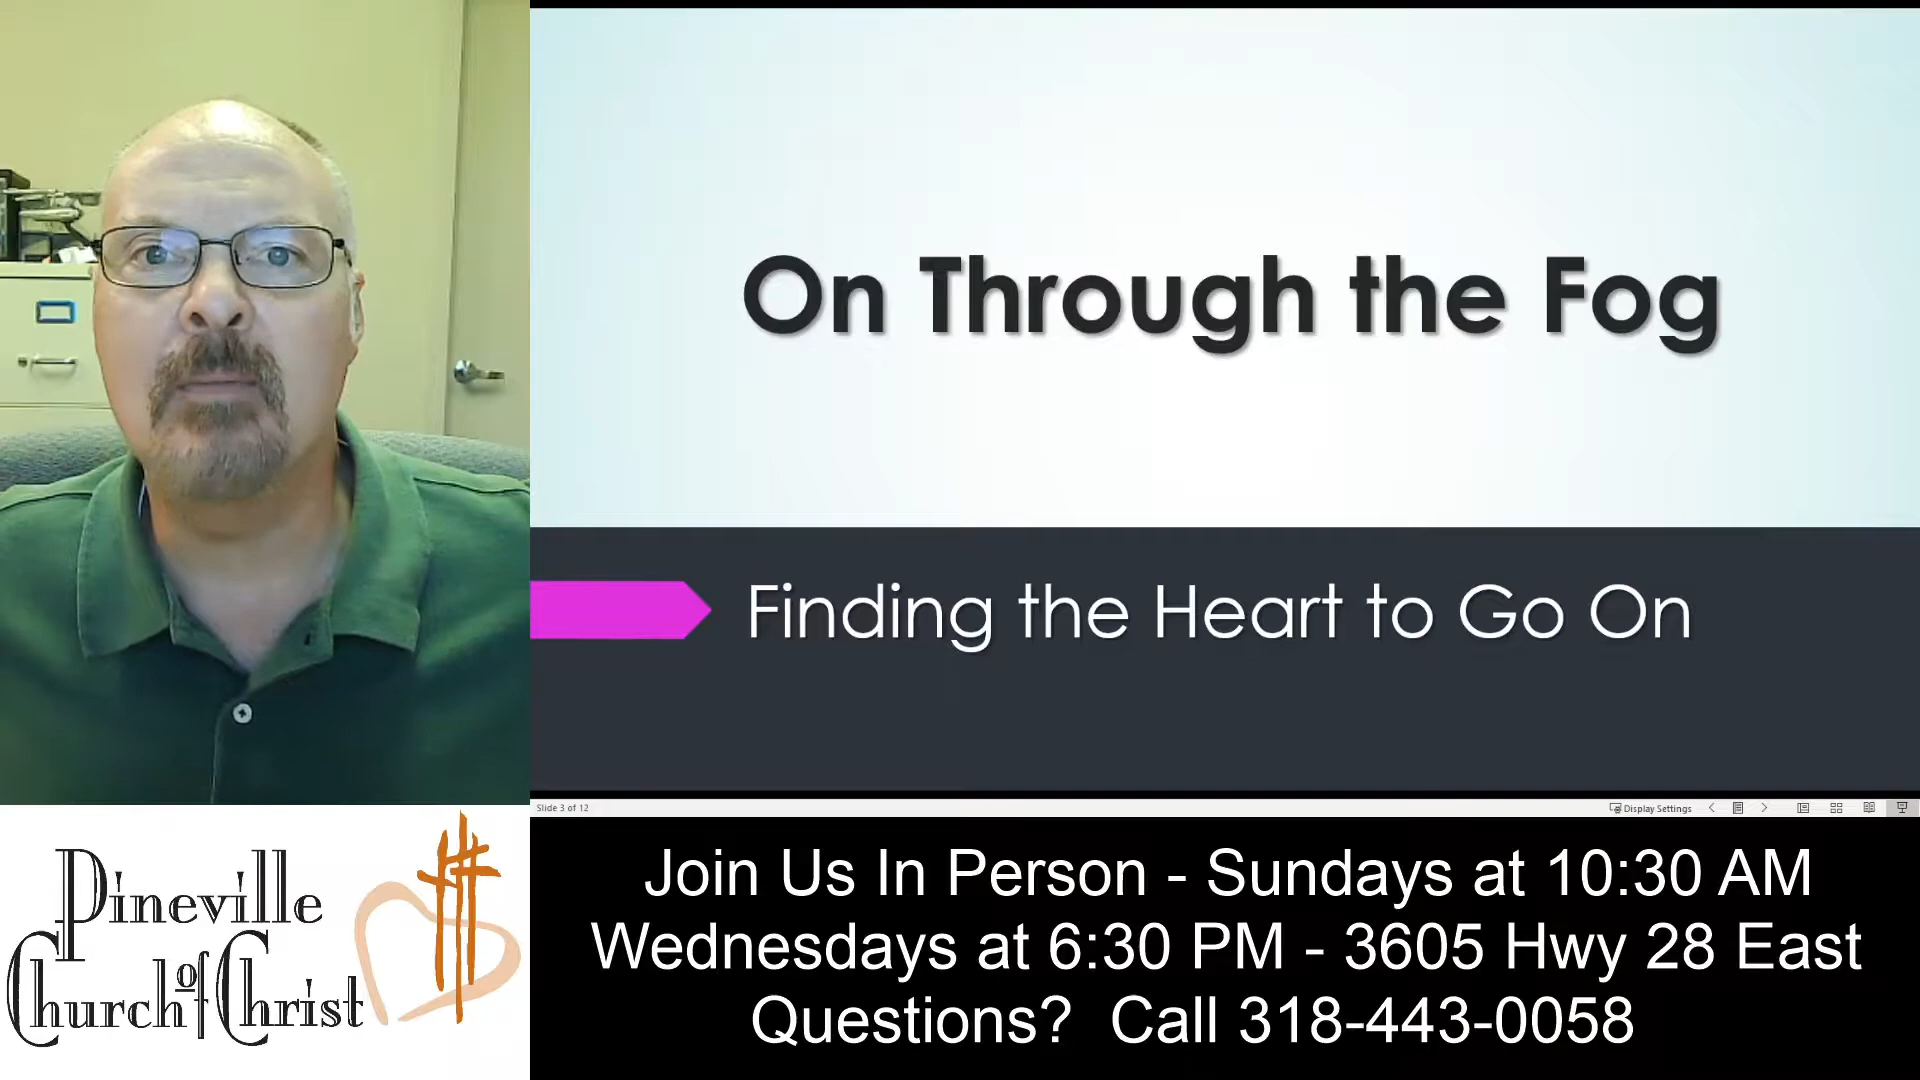 On Through the Fog
Finding the Heart to Go On
Slide 3 of 12
Display Settings
Pineville
Church of Christ
Join Us In Person - Sundays at 10:30 AM
Wednesdays at 6:30 PM - 3605 Hwy 28 East
Questions?  Call 318-443-0058